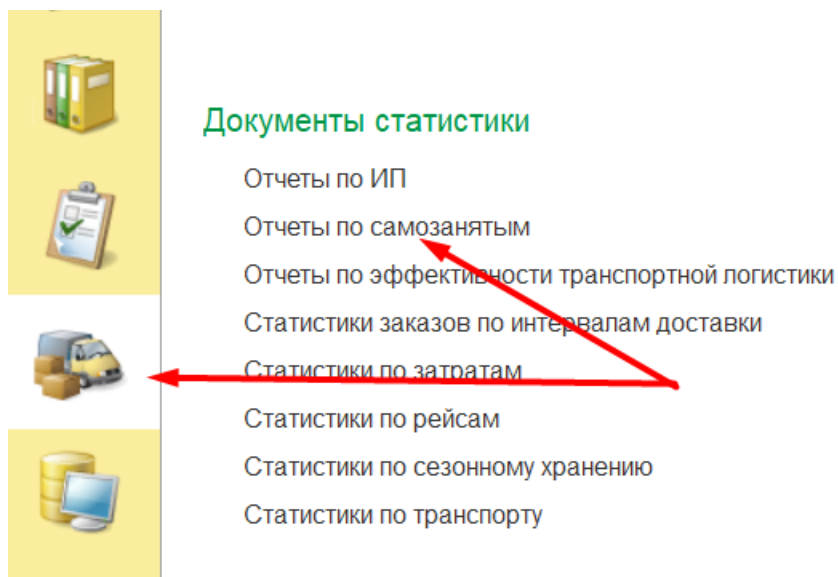 Документы статистики
Отчеты по ИП
Отчеты по самозанятым
Отчеты по эффективности транспортной логистики
Статистики заказов по интервалам доставки
Статистики по затратам
Статистики по рейсам
Статистики по сезонному хранению
Статистики по транспорту